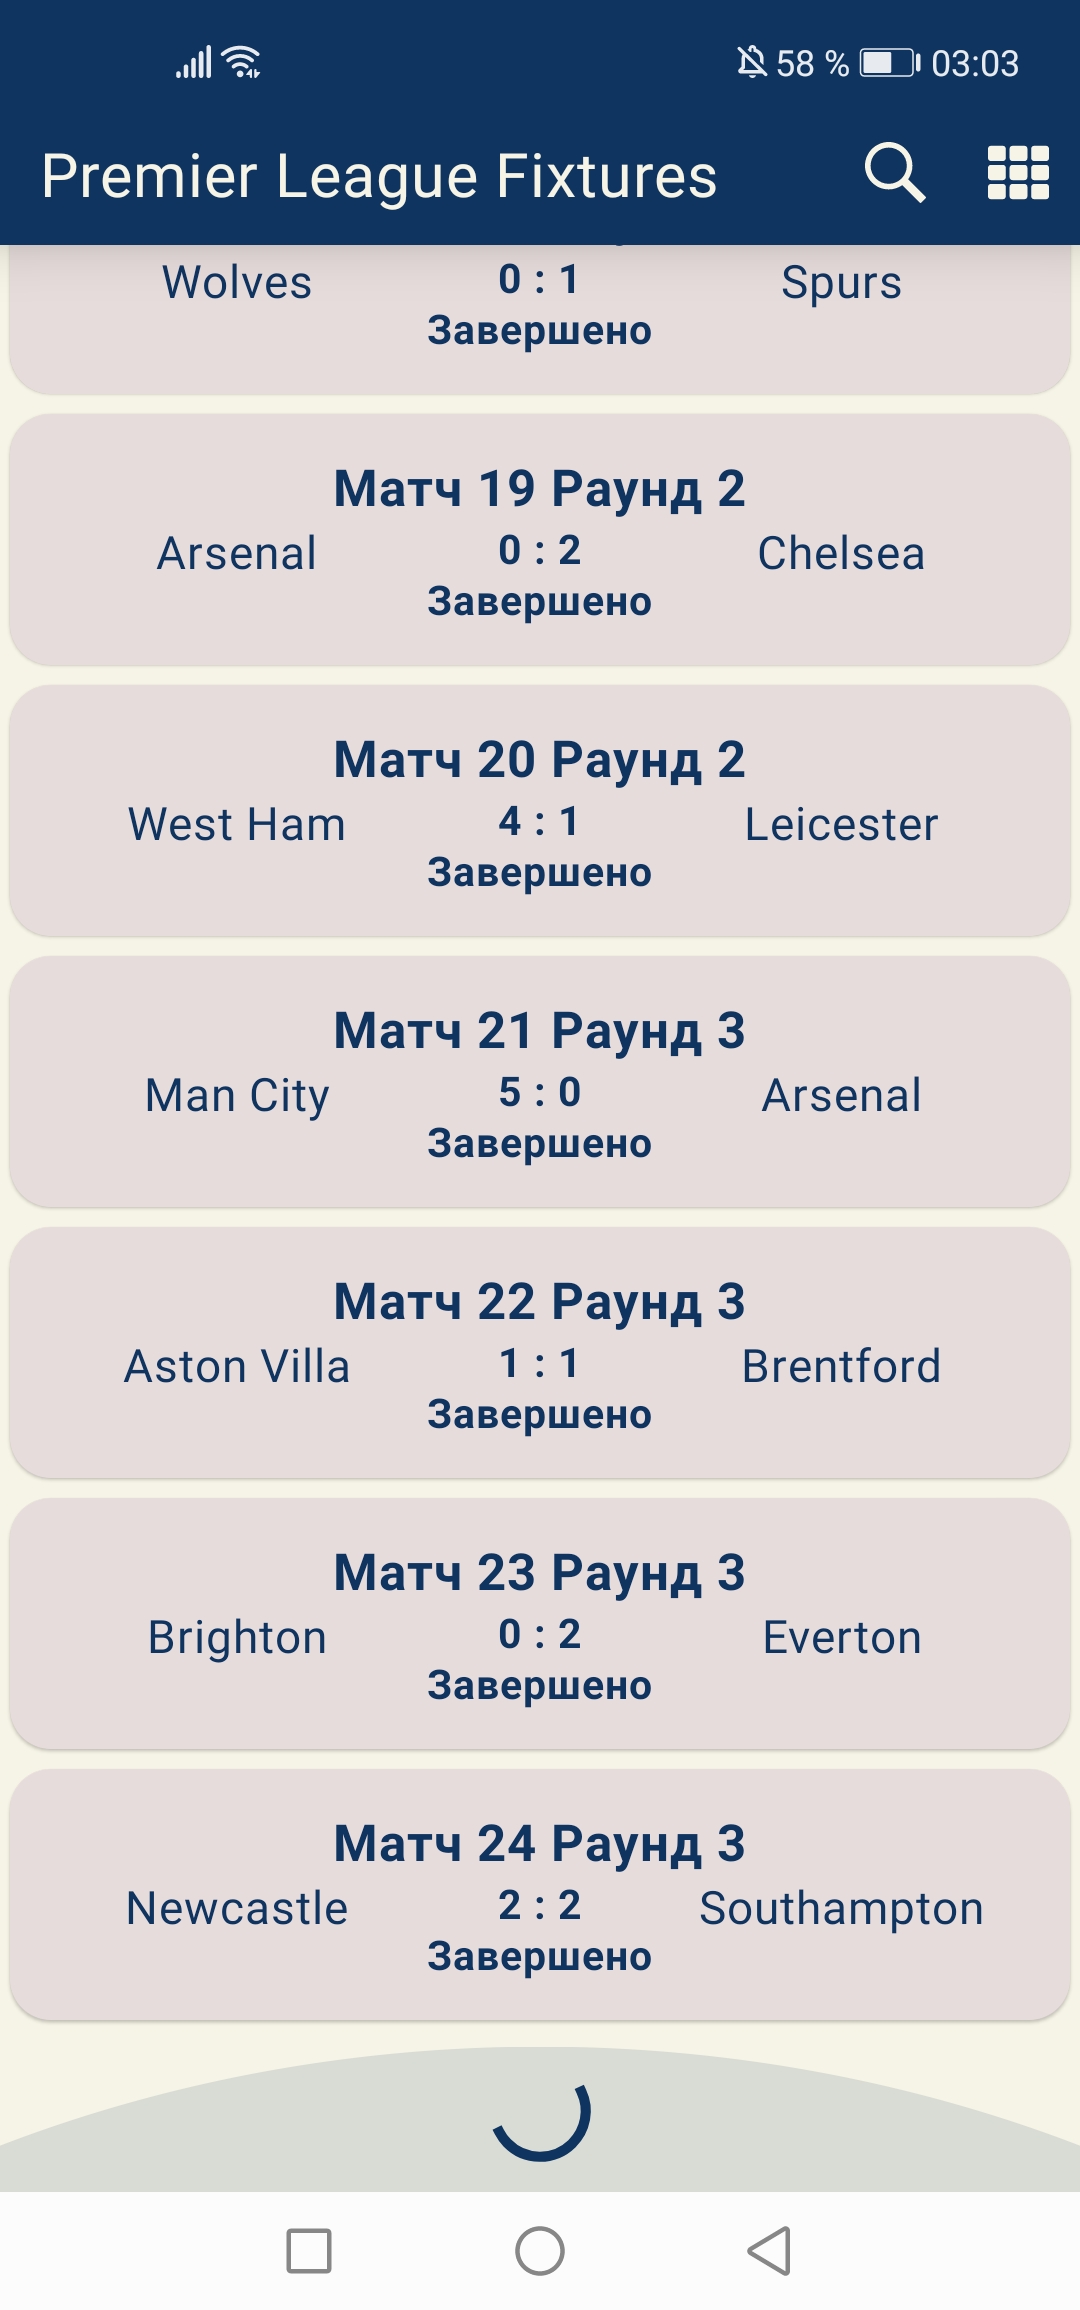 58 % 03:03
Premier League Fixtures
Wolves 0 : 1 Spurs
Завершено
Матч 19 Раунд 2
Arsenal 0 : 2 Chelsea
Завершено
Матч 20 Раунд 2
West Ham 4 : 1 Leicester
Завершено
Матч 21 Раунд 3
Man City 5 : 0 Arsenal
Завершено
Матч 22 Раунд 3
Aston Villa 1 : 1 Brentford
Завершено
Матч 23 Раунд 3
Brighton 0 : 2 Everton
Завершено
Матч 24 Раунд 3
Newcastle 2 : 2 Southampton
Завершено